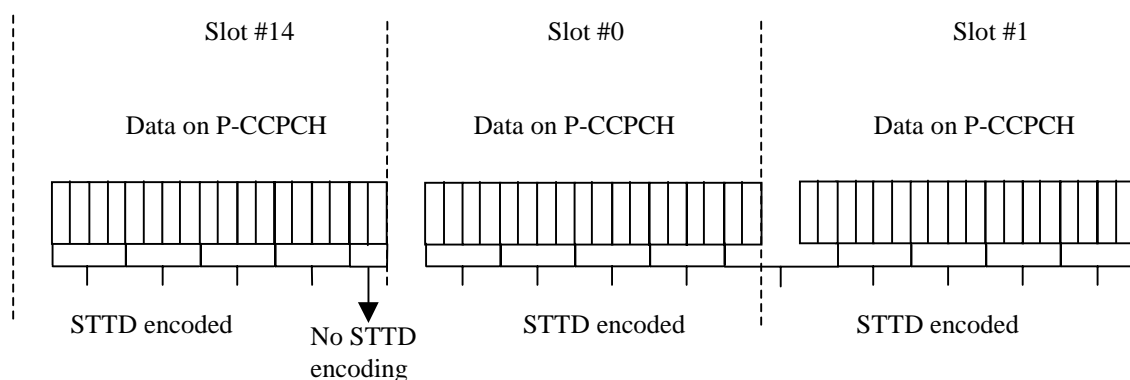 Slot #14 Slot #0 Slot #1
Data on P-CCPCH Data on P-CCPCH Data on P-CCPCH
STTD encoded STTD encoded STTD encoded
No STTD
encoding